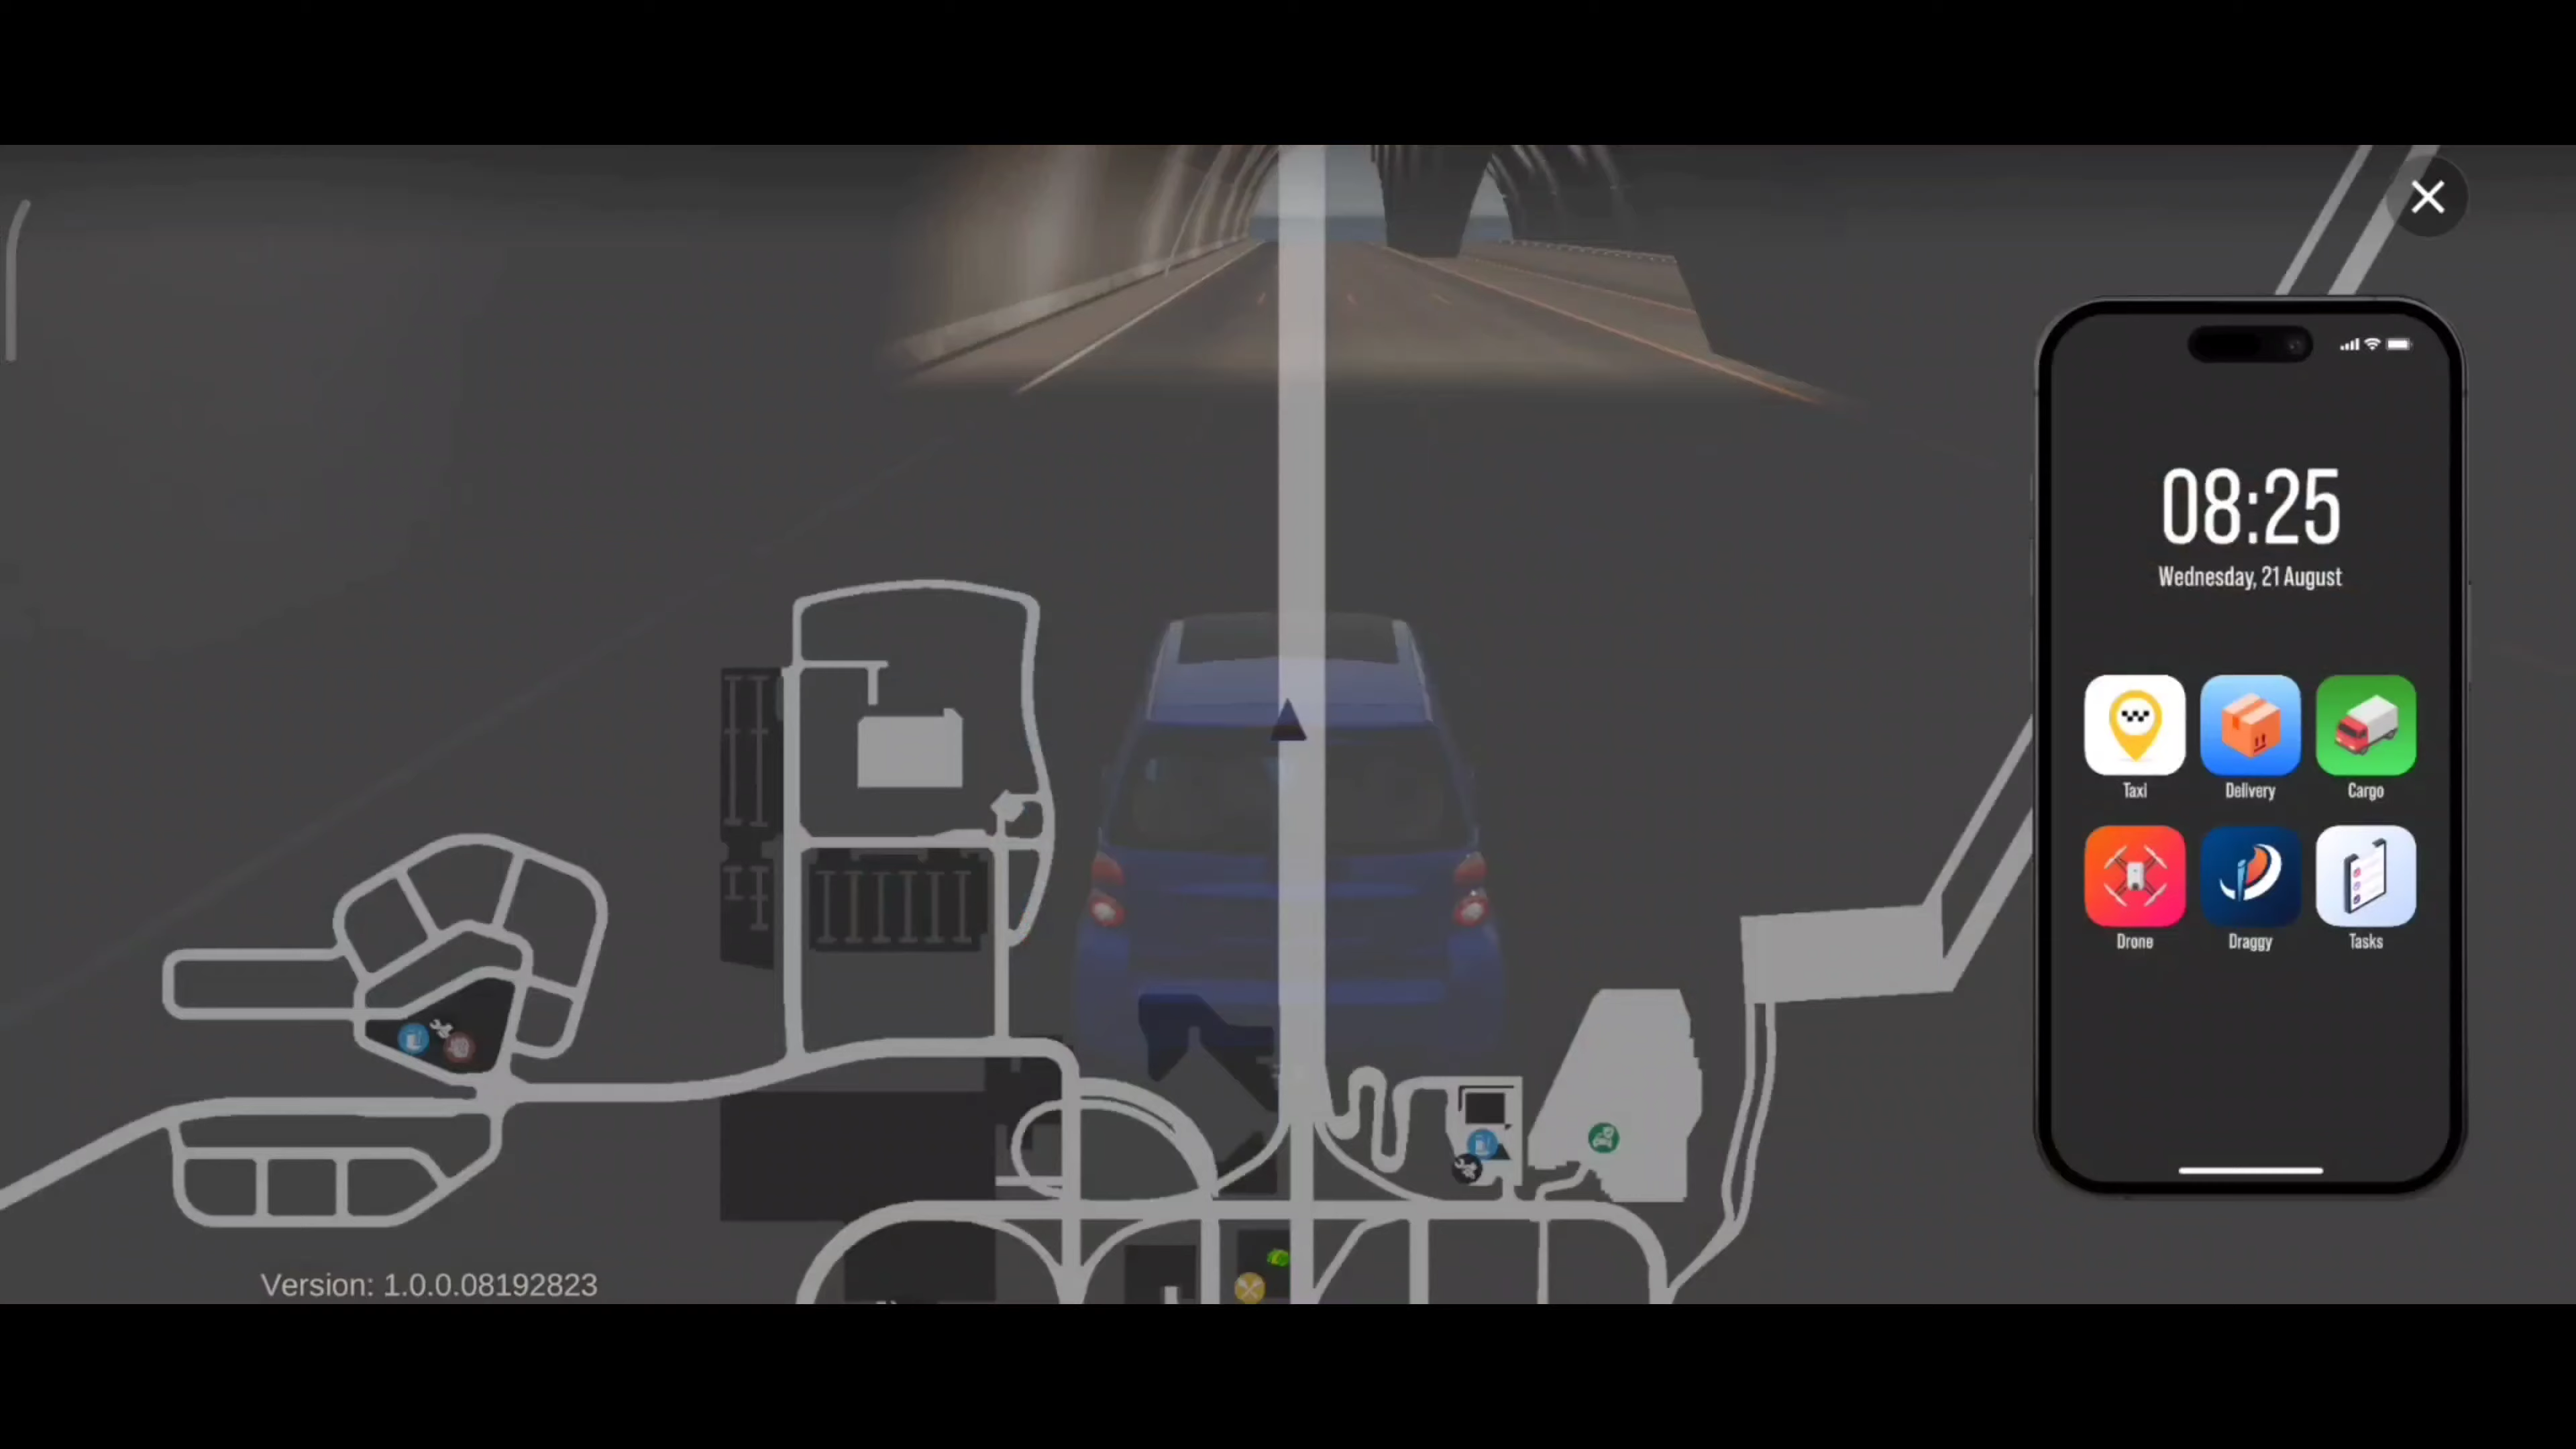 08:25
Wednesday, 21 August
Taxi
Delivery
Cargo
Drone
Draggy
Tasks
Version: 1.0.0.08192823